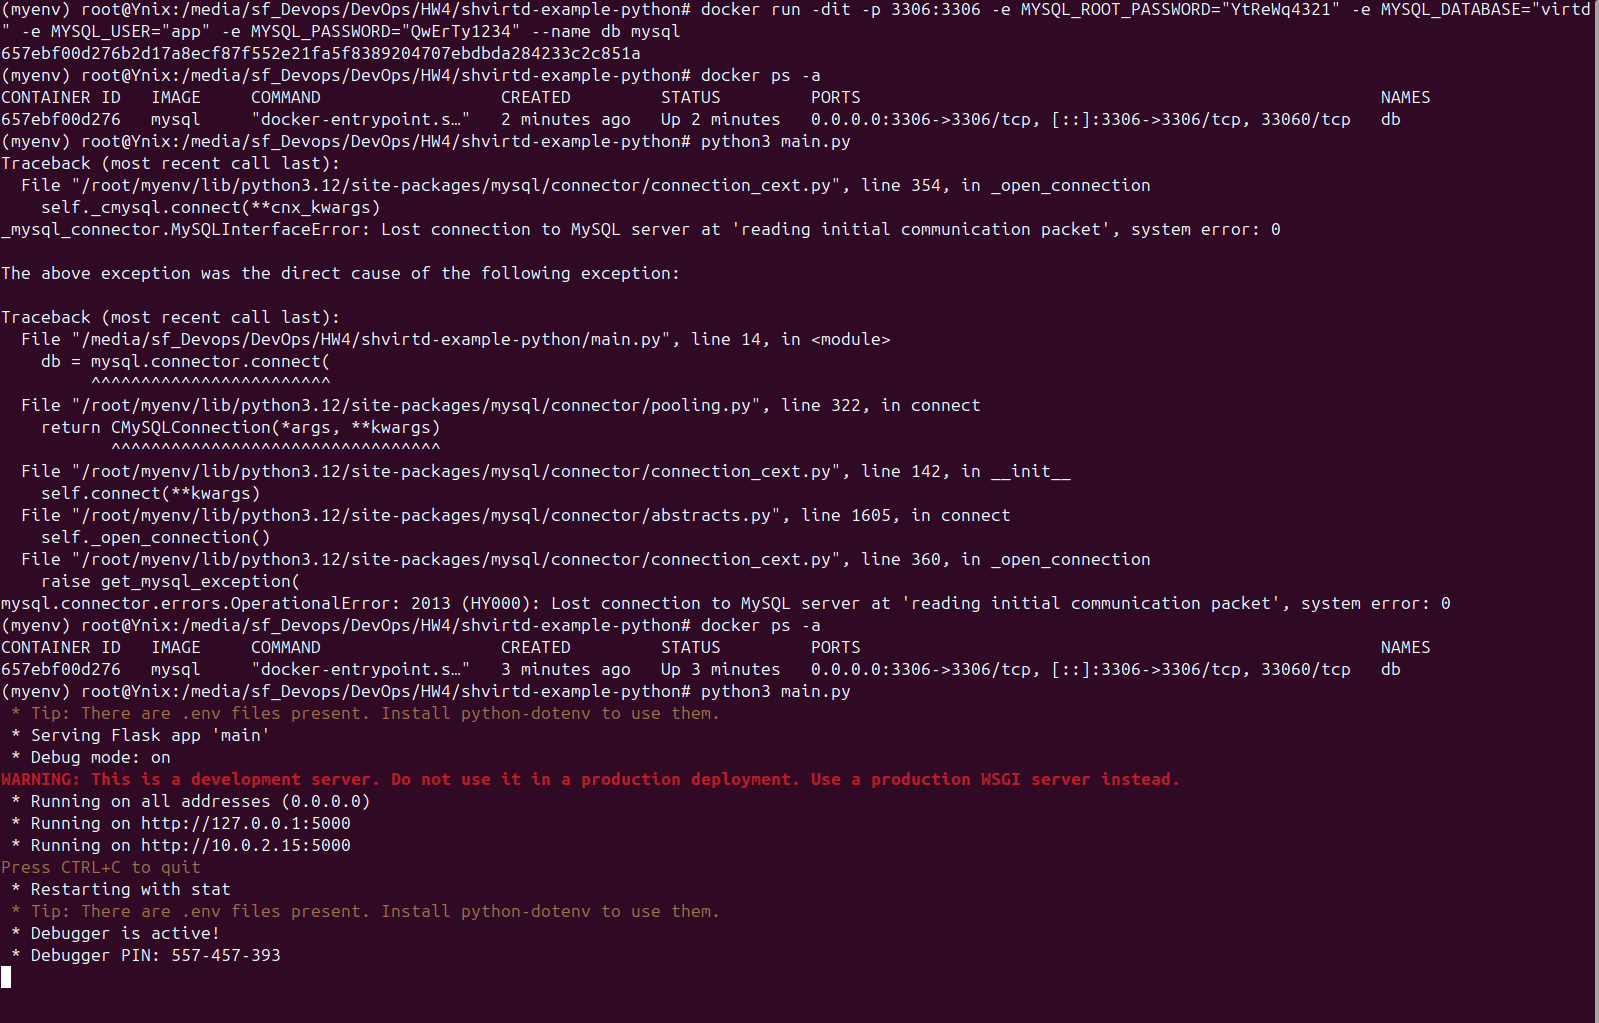 (myenv) root@Ynix:/media/sf_Devops/DevOps/HW4/shvirtd-example-python# docker run -dit -p 3306:3306 -e MYSQL_ROOT_PASSWORD="YtReWq4321" -e MYSQL_DATABASE="virtd
" -e MYSQL_USER="app" -e MYSQL_PASSWORD="QwErTy1234" --name db mysql
657ebf00d276b2d17a8ecf87f552e21fa5f8389204707ebdbda284233c2c851a
(myenv) root@Ynix:/media/sf_Devops/DevOps/HW4/shvirtd-example-python# docker ps -a
CONTAINER ID   IMAGE     COMMAND                  CREATED         STATUS         PORTS                                                    NAMES
657ebf00d276   mysql     "docker-entrypoint.s…"   2 minutes ago   Up 2 minutes   0.0.0.0:3306->3306/tcp, [::]:3306->3306/tcp, 33060/tcp   db
(myenv) root@Ynix:/media/sf_Devops/DevOps/HW4/shvirtd-example-python# python3 main.py
Traceback (most recent call last):
  File "/root/myenv/lib/python3.12/site-packages/mysql/connector/connection_cext.py", line 354, in _open_connection
    self._cmysql.connect(**cnx_kwargs)
_mysql_connector.MySQLInterfaceError: Lost connection to MySQL server at 'reading initial communication packet', system error: 0
The above exception was the direct cause of the following exception:
Traceback (most recent call last):
  File "/media/sf_Devops/DevOps/HW4/shvirtd-example-python/main.py", line 14, in <module>
    db = mysql.connector.connect(
         ^^^^^^^^^^^^^^^^^^^^^^^^
  File "/root/myenv/lib/python3.12/site-packages/mysql/connector/pooling.py", line 322, in connect
    return CMySQLConnection(*args, **kwargs)
           ^^^^^^^^^^^^^^^^^^^^^^^^^^^^^^^^^
  File "/root/myenv/lib/python3.12/site-packages/mysql/connector/connection_cext.py", line 142, in __init__
    self.connect(**kwargs)
  File "/root/myenv/lib/python3.12/site-packages/mysql/connector/abstracts.py", line 1605, in connect
    self._open_connection()
  File "/root/myenv/lib/python3.12/site-packages/mysql/connector/connection_cext.py", line 360, in _open_connection
    raise get_mysql_exception(
mysql.connector.errors.OperationalError: 2013 (HY000): Lost connection to MySQL server at 'reading initial communication packet', system error: 0
(myenv) root@Ynix:/media/sf_Devops/DevOps/HW4/shvirtd-example-python# docker ps -a
CONTAINER ID   IMAGE     COMMAND                  CREATED         STATUS         PORTS                                                    NAMES
657ebf00d276   mysql     "docker-entrypoint.s…"   3 minutes ago   Up 3 minutes   0.0.0.0:3306->3306/tcp, [::]:3306->3306/tcp, 33060/tcp   db
(myenv) root@Ynix:/media/sf_Devops/DevOps/HW4/shvirtd-example-python# python3 main.py
 * Tip: There are .env files present. Install python-dotenv to use them.
 * Serving Flask app 'main'
 * Debug mode: on
WARNING: This is a development server. Do not use it in a production deployment. Use a production WSGI server instead.
 * Running on all addresses (0.0.0.0)
 * Running on http://127.0.0.1:5000
 * Running on http://10.0.2.15:5000
Press CTRL+C to quit
 * Restarting with stat
 * Tip: There are .env files present. Install python-dotenv to use them.
 * Debugger is active!
 * Debugger PIN: 557-457-393